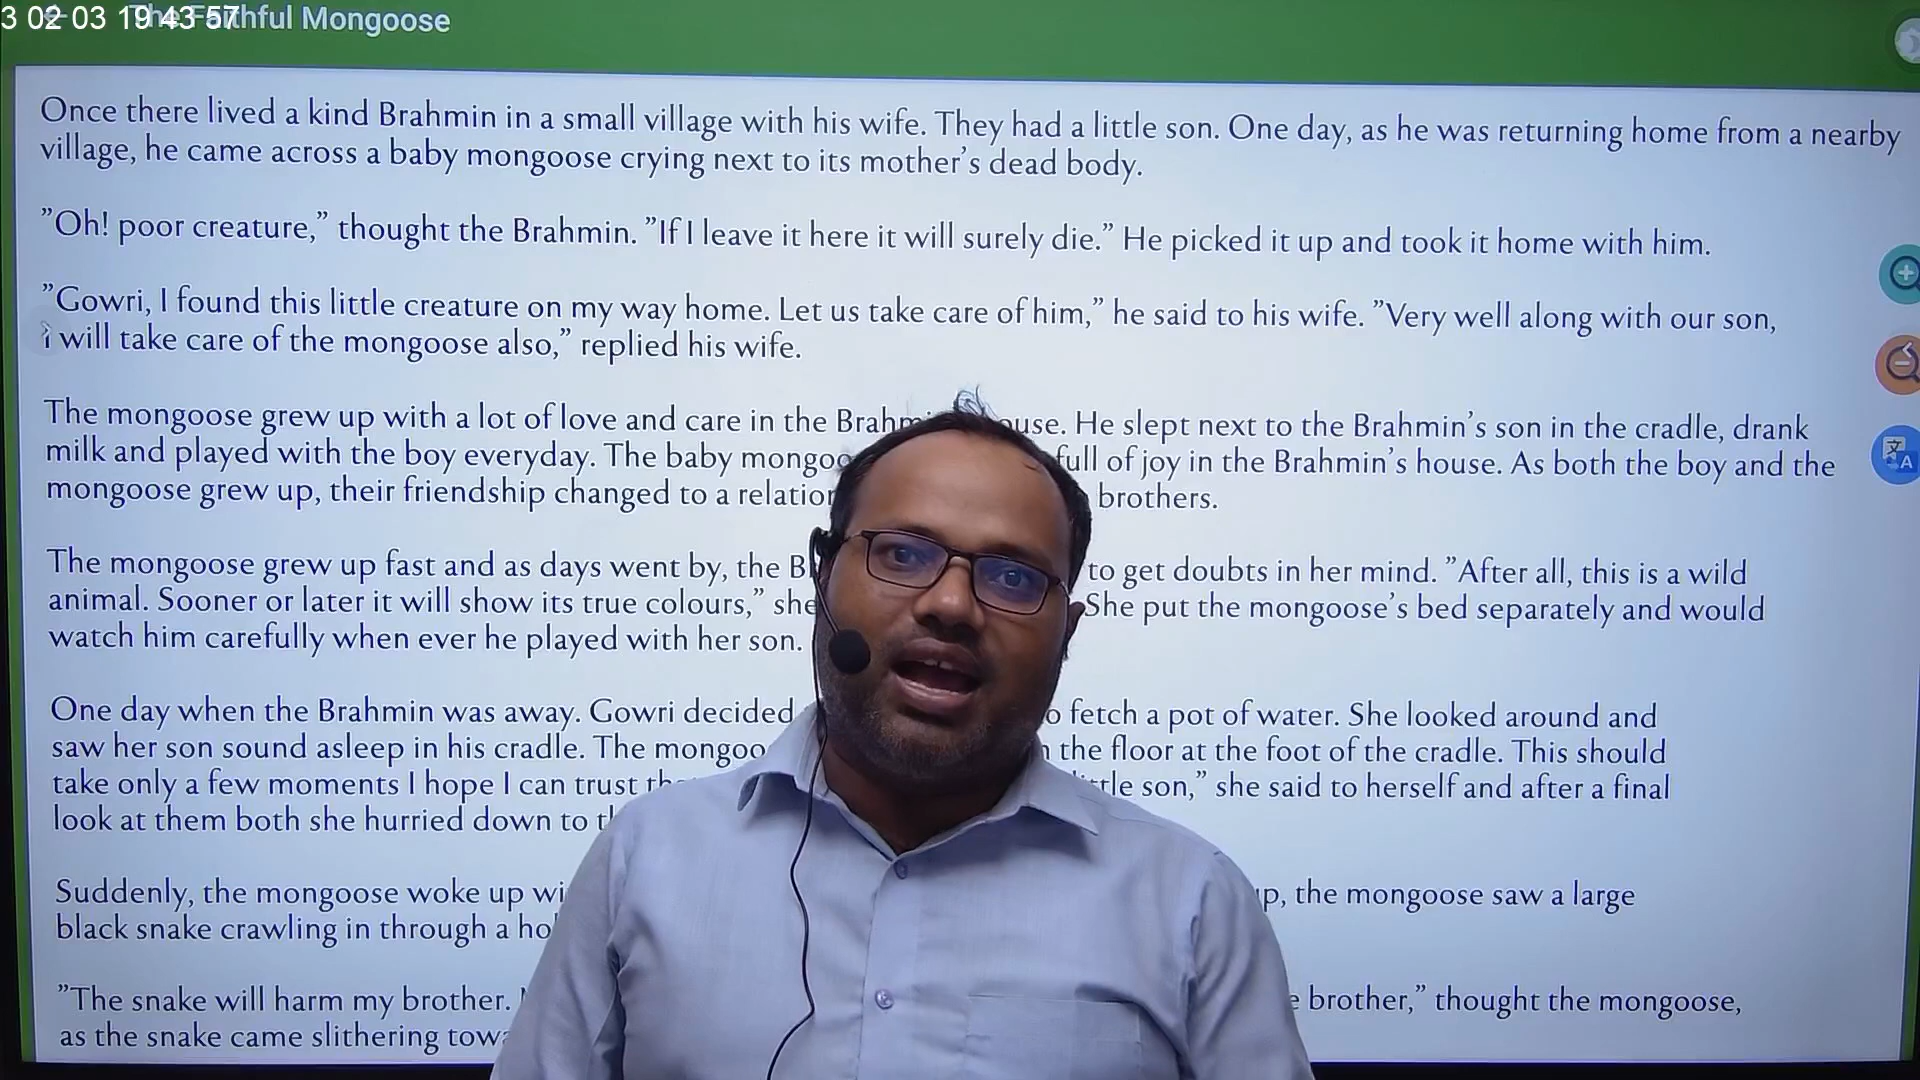 3 02 03 19 43 57
The Faithful Mongoose
Once there lived a kind Brahmin in a small village with his wife. They had a little son. One day, as he was returning home from a nearby
village, he came across a baby mongoose crying next to its mother's dead body.
”Oh! poor creature,” thought the Brahmin. ”If I leave it here it will surely die.” He picked it up and took it home with him.
”Gowri, I found this little creature on my way home. Let us take care of him,” he said to his wife. ”Very well along with our son,
i will take care of the mongoose also,” replied his wife.
The mongoose grew up with a lot of love and care in the use. He slept next to the Brahmin's son in the cradle, drank
milk and played with the boy everyday. The baby full of joy in the Brahmin's house. As both the boy and the
mongoose grew up, their friendship changed to a brothers.
The mongoose grew up fast and as days went by, the to get doubts in her mind. ”After all, this is a wild
animal. Sooner or later it will show its true colours,” she She put the mongoose's bed separately and would
watch him carefully when ever he played with her son.
One day when the Brahmin was away. Gowri decided fetch a pot of water. She looked around and
saw her son sound asleep in his cradle. The the floor at the foot of the cradle. This should
take only a few moments I hope I can trust son,” she said to herself and after a final
look at them both she hurried down to
Suddenly, the mongoose woke up the mongoose saw a large
black snake crawling in through a
”The snake will harm my brother. brother,” thought the mongoose,
as the snake came slithering